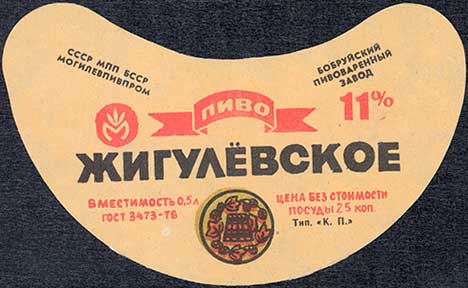 СССР МПП БССР
МОГИЛЕВПИВПРОМ
БОБРУЙСКИЙ
ПИВОВАРЕННЫЙ
ЗАВОД
ПИВО
11%
ЖИГУЛЁВСКОЕ
ВМЕСТИМОСТЬ 0,5 л
ГОСТ 3473-78
ЦЕНА БЕЗ СТОИМОСТИ
ПОСУДЫ 25 КОП.
Тип. «К. П.»